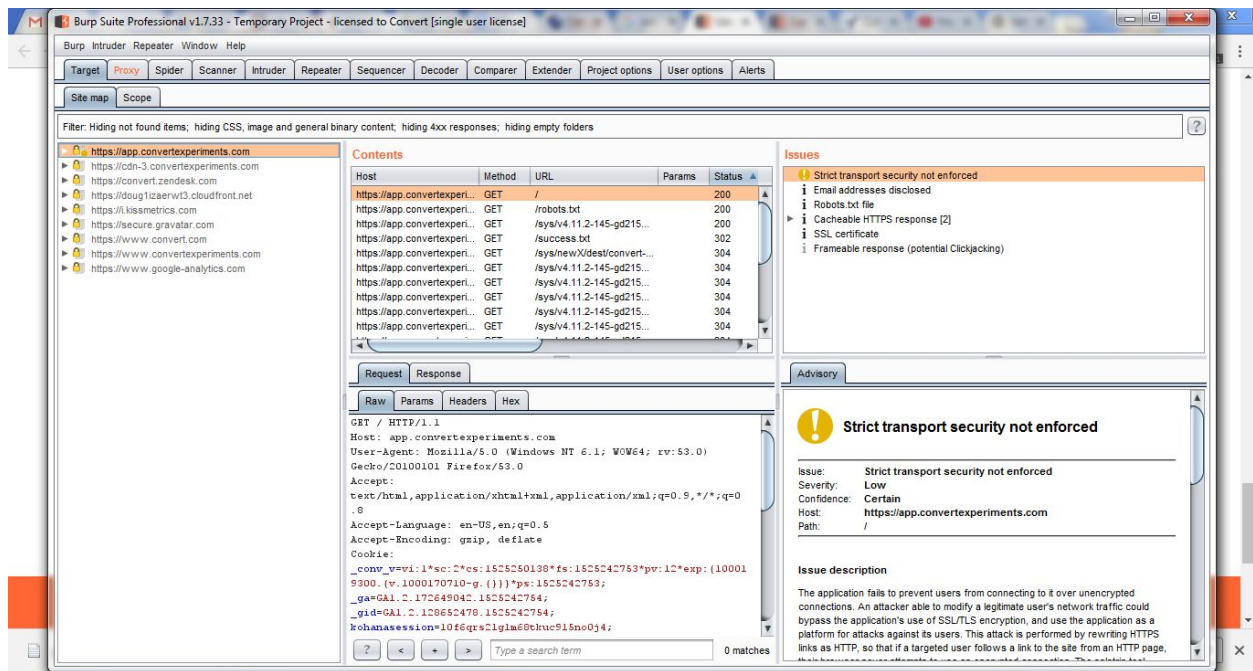 Burp Suite Professional v1.7.33 - Temporary Project - licensed to Convert [single user license]
Burp Intruder Repeater Window Help
Target Proxy Spider Scanner Intruder Repeater Sequencer Decoder Comparer Extender Project options User options Alerts
Site map Scope
Filter: Hiding not found items; hiding CSS, image and general binary content; hiding 4xx responses; hiding empty folders
?
https://app.convertexperiments.com
https://cdn-3.convertexperiments.com
https://convert.zendesk.com
https://doug1izaerwt3.cloudfront.net
https://i.kissmetrics.com
https://secure.gravatar.com
https://www.convert.com
https://www.convertexperiments.com
https://www.google-analytics.com
Contents
Host Method URL Params Status
https://app.convertexperi... GET / 200
https://app.convertexperi... GET /robots.txt 200
https://app.convertexperi... GET /sys/v4.11.2-145-gd215... 200
https://app.convertexperi... GET /success.txt 302
https://app.convertexperi... GET /sys/newX/dest/convert-... 304
https://app.convertexperi... GET /sys/v4.11.2-145-gd215... 304
https://app.convertexperi... GET /sys/v4.11.2-145-gd215... 304
https://app.convertexperi... GET /sys/v4.11.2-145-gd215... 304
https://app.convertexperi... GET /sys/v4.11.2-145-gd215... 304
Request Response
Raw Params Headers Hex
GET / HTTP/1.1
Host: app.convertexperiments.com
User-Agent: Mozilla/5.0 (Windows NT 6.1; WOW64; rv:53.0)
Gecko/20100101 Firefox/53.0
Accept:
text/html,application/xhtml+xml,application/xml;q=0.9,*/*;q=0
.8
Accept-Language: en-US,en;q=0.5
Accept-Encoding: gzip, deflate
Cookie:
_conv_v=vi:1*sc:2*cs:1525250138*fs:1525242753*pv:12*exp:{10001
9300.{v.1000170710-g.{}}}*ps:1525242753;
_ga=GA1.2.172649042.1525242754;
_gid=GA1.2.128652478.1525242754;
kohanasession=10f6qrs21glm68tkuc915no0j4;
? < + > Type a search term 0 matches
Issues
Strict transport security not enforced
Email addresses disclosed
Robots.txt file
Cacheable HTTPS response [2]
SSL certificate
Frameable response (potential Clickjacking)
Advisory
Strict transport security not enforced
Issue: Strict transport security not enforced
Severity: Low
Confidence: Certain
Host: https://app.convertexperiments.com
Path: /
Issue description
The application fails to prevent users from connecting to it over unencrypted
connections. An attacker able to modify a legitimate user's network traffic could
bypass the application's use of SSL/TLS encryption, and use the application as a
platform for attacks against its users. This attack is performed by rewriting HTTPS
links as HTTP, so that if a targeted user follows a link to the site from an HTTP page,